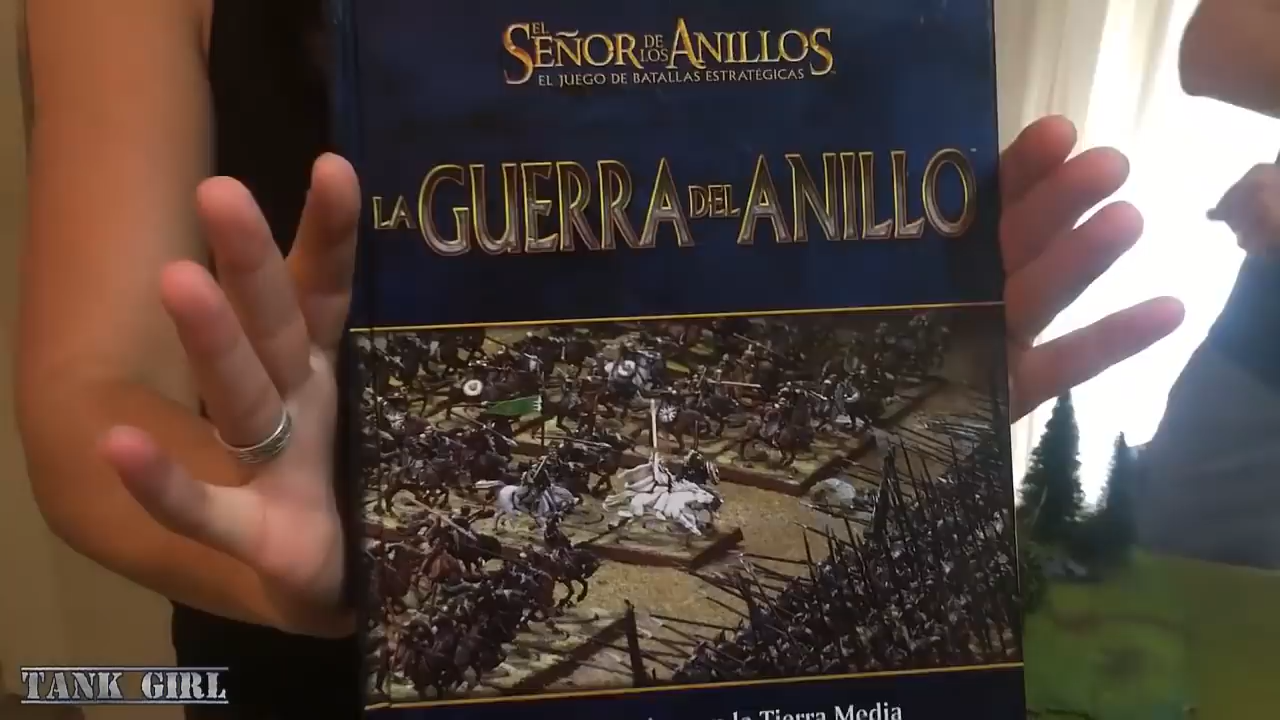 EL SEÑOR DE LOS ANILLOS
EL JUEGO DE BATALLAS ESTRATÉGICAS
LA GUERRA DEL ANILLO
la Tierra Media
TANK GIRL